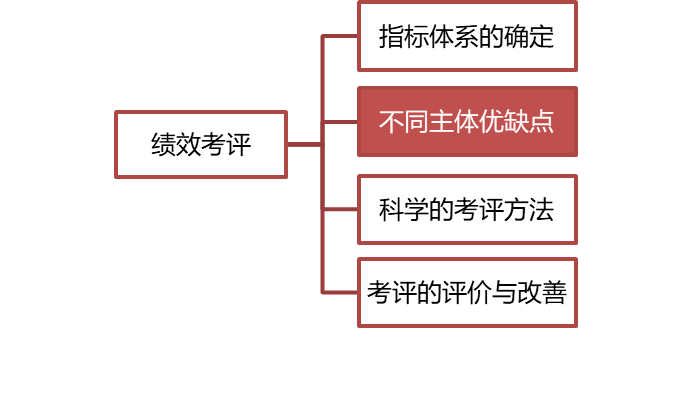 指标体系的确定
不同主体优缺点
绩效考评
科学的考评方法
考评的评价与改善